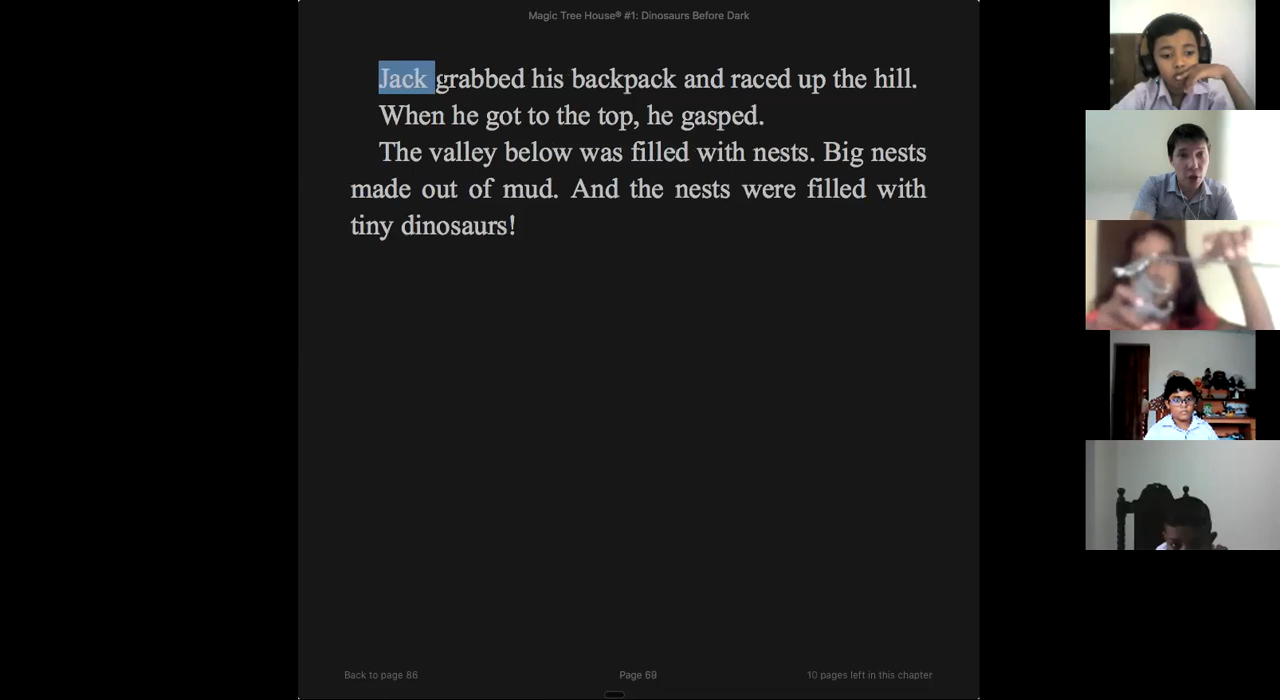 Magic Tree House® #1: Dinosaurs Before Dark
Jack grabbed his backpack and raced up the hill.
When he got to the top, he gasped.
The valley below was filled with nests. Big nests
made out of mud. And the nests were filled with
tiny dinosaurs!
Back to page 86
Page 69
10 pages left in this chapter